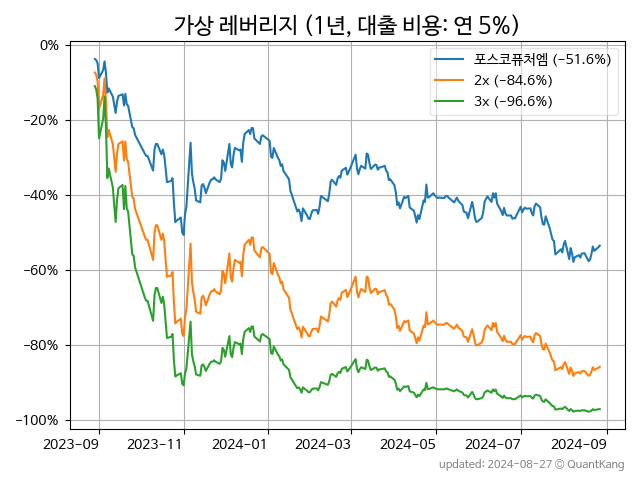 가상 레버리지 (1년, 대출 비용: 연 5%)
0%
−20%
−40%
−60%
−80%
−100%
포스코퓨처엠 (−51.6%)
2x (−84.6%)
3x (−96.6%)
2023-09
2023-11
2024-01
2024-03
2024-05
2024-07
2024-09
updated: 2024-08-27 © QuantKang